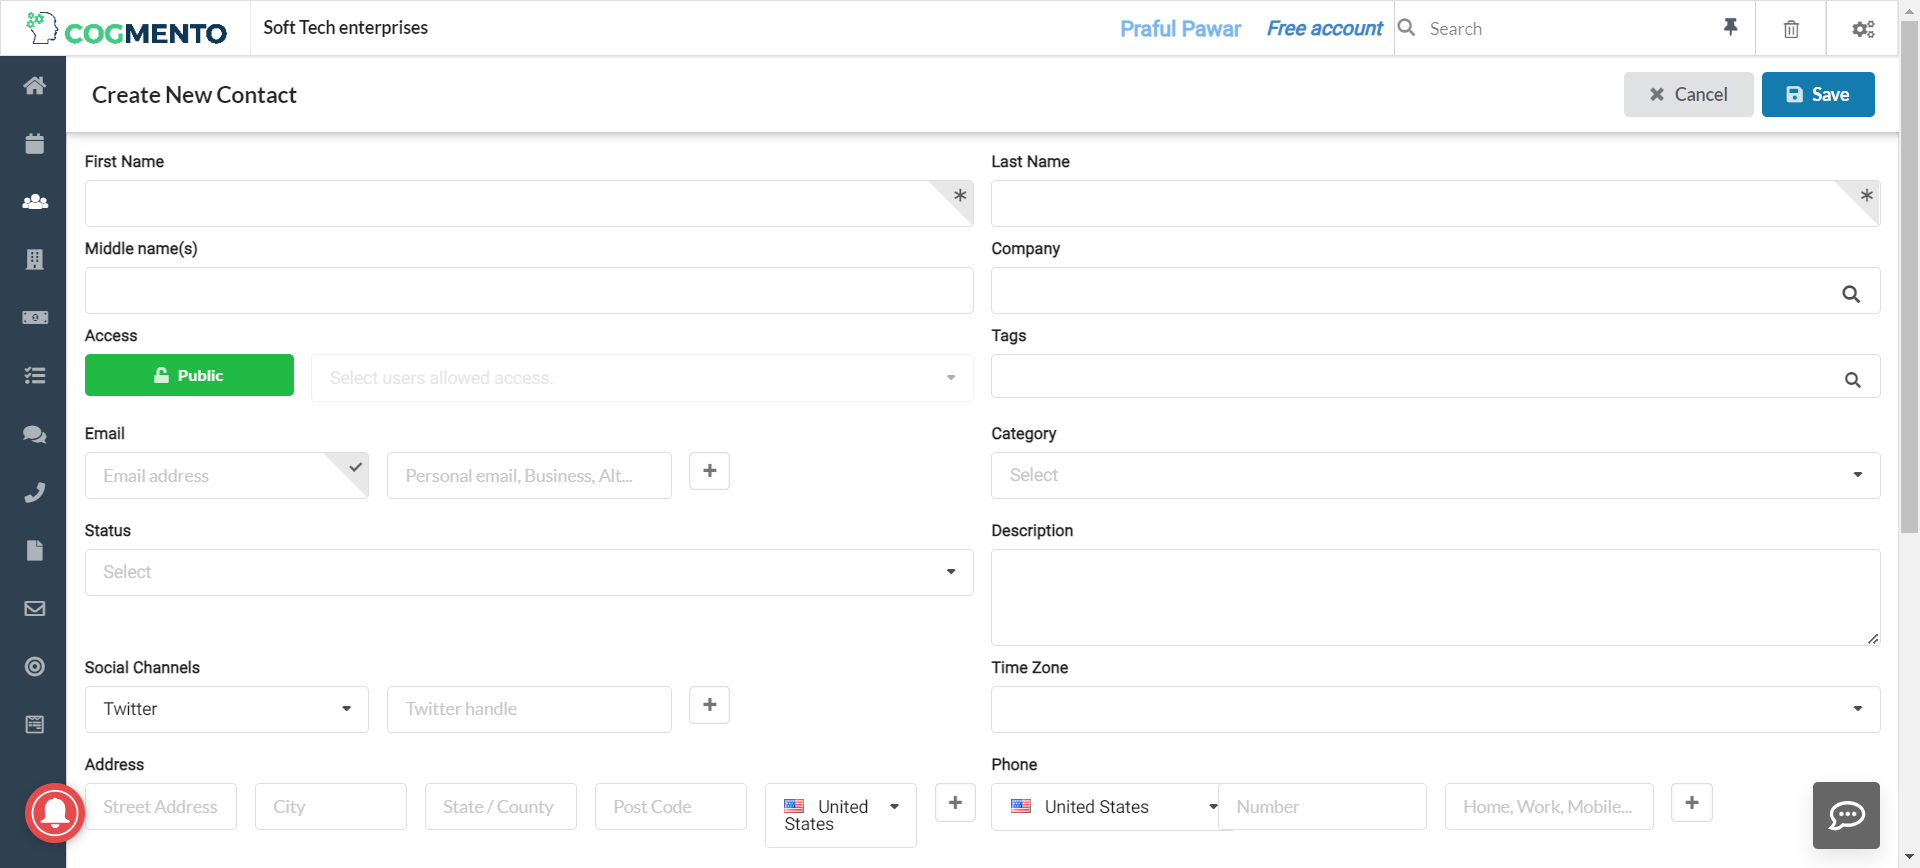 COGMENTO
Soft Tech enterprises
Praful Pawar
Free account
Search
Create New Contact
Cancel
Save
First Name
*
Last Name
*
Middle name(s)
Company
Access
Public
Select users allowed access.
Tags
Email
Email address
Personal email, Business, Alt...
Category
Select
Status
Select
Description
Social Channels
Twitter
Twitter handle
Time Zone
Address
Street Address
City
State / County
Post Code
United
States
Phone
United States
Number
Home, Work, Mobile...